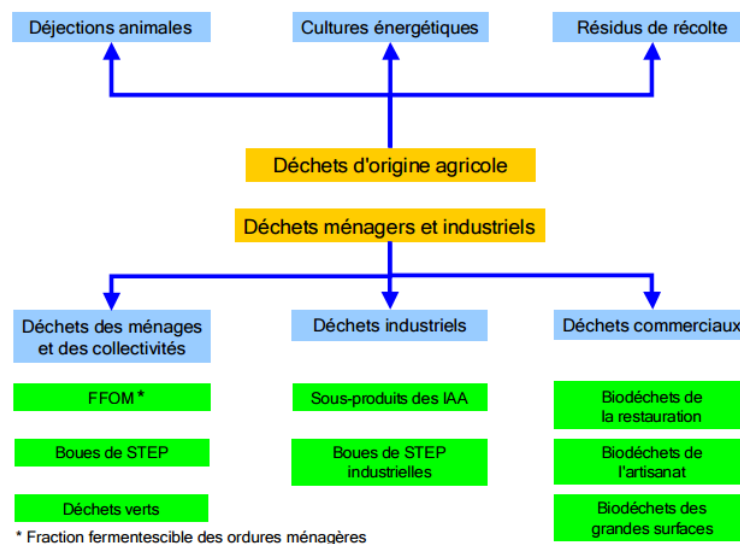 Déjections animales
Cultures énergétiques
Résidus de récolte
Déchets d'origine agricole
Déchets ménagers et industriels
Déchets des ménages
et des collectivités
Déchets industriels
Déchets commerciaux
FFOM *
Sous-produits des IAA
Biodéchets de
la restauration
Boues de STEP
Boues de STEP
industrielles
Biodéchets de
l'artisanat
Déchets verts
Biodéchets des
grandes surfaces
* Fraction fermentescible des ordures ménagères